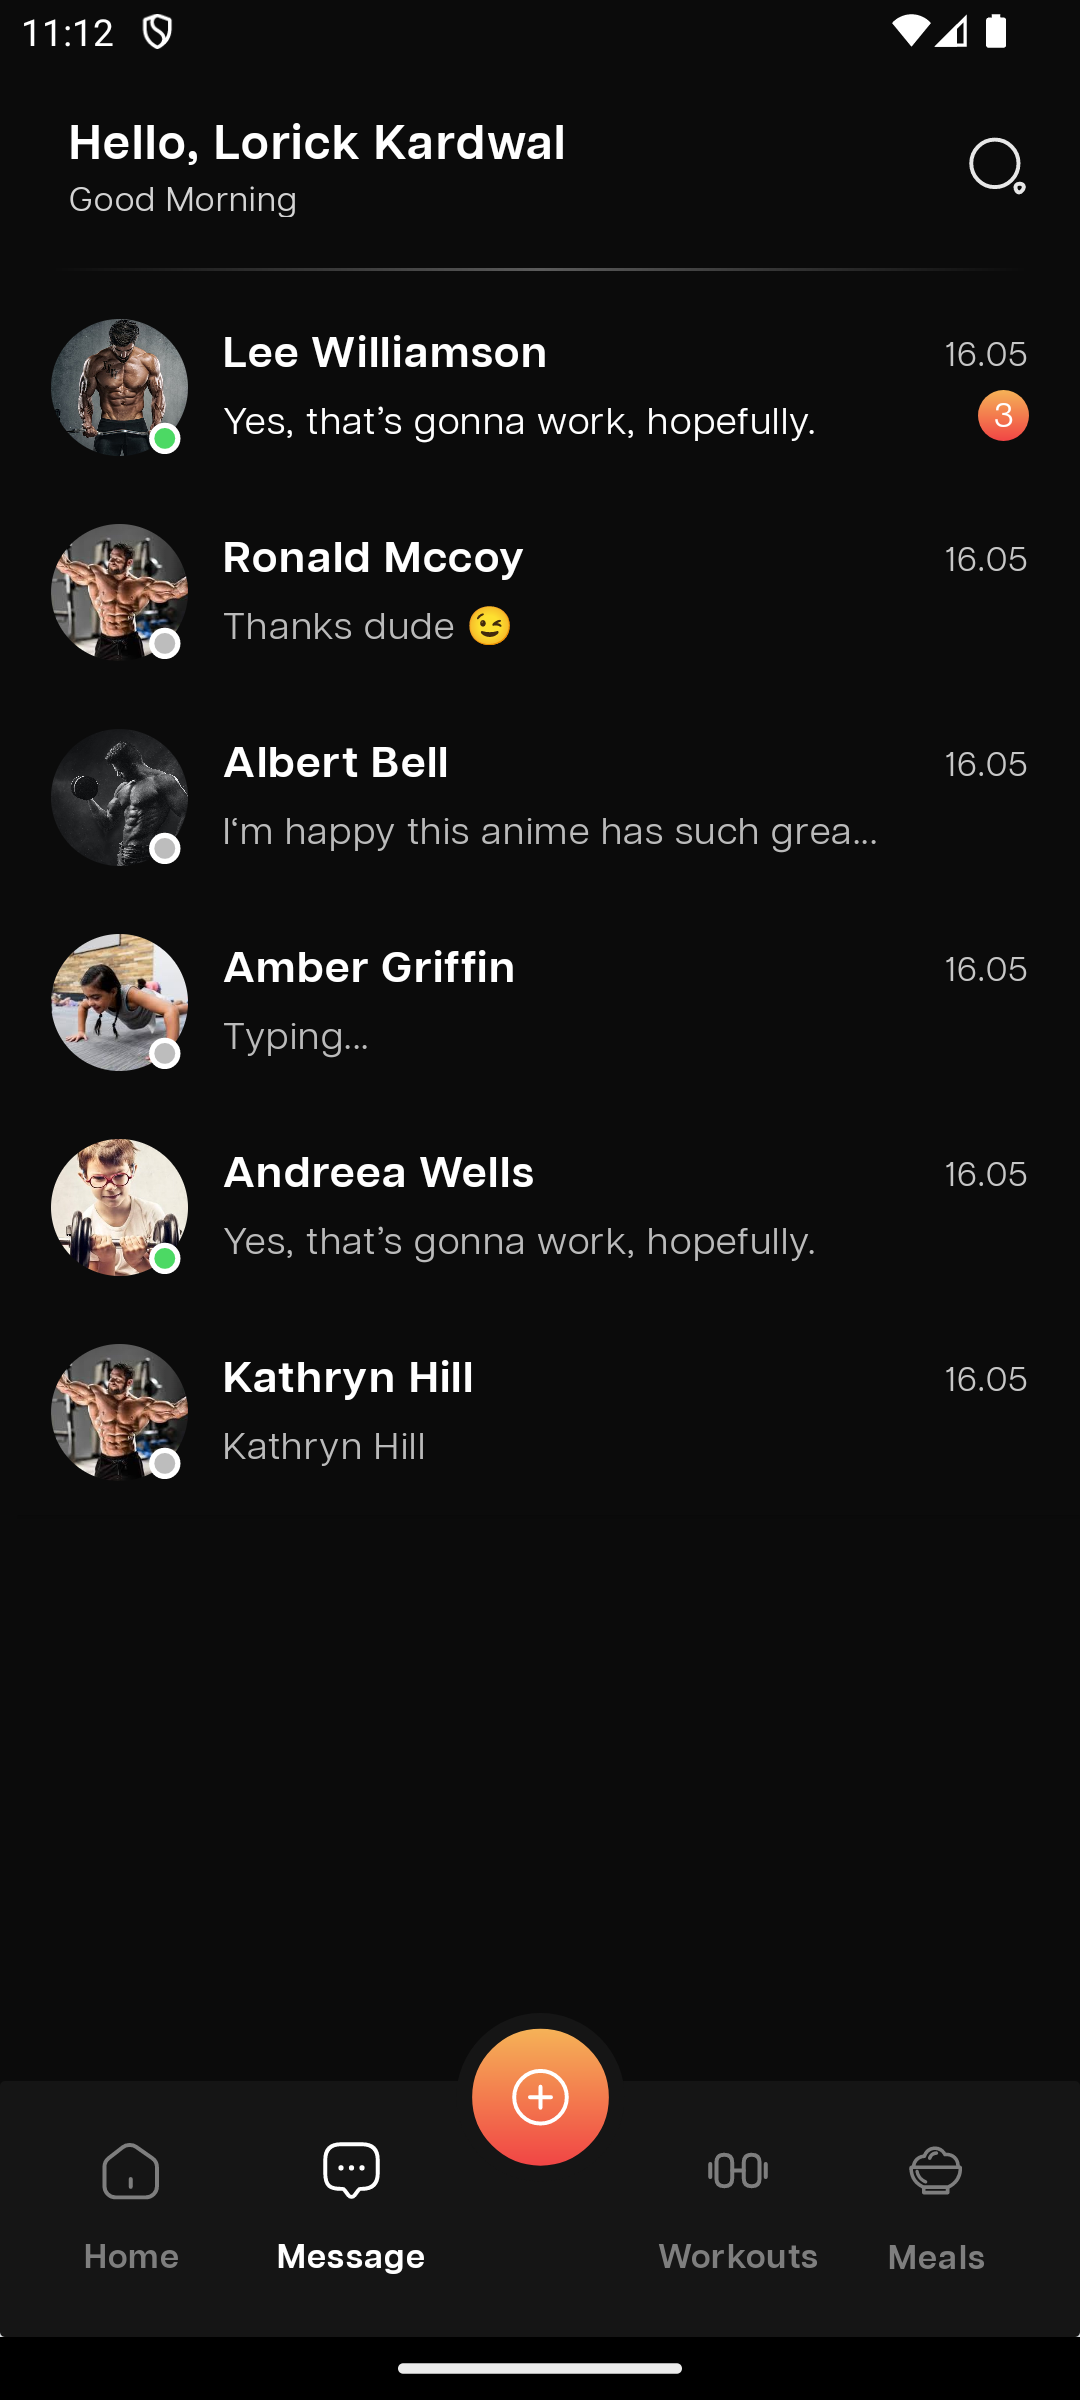 11:12
Hello, Lorick Kardwal
Good Morning
Lee Williamson 16.05
Yes, that’s gonna work, hopefully. 3
Ronald Mccoy 16.05
Thanks dude 😉
Albert Bell 16.05
I‘m happy this anime has such grea...
Amber Griffin 16.05
Typing...
Andreea Wells 16.05
Yes, that’s gonna work, hopefully.
Kathryn Hill 16.05
Kathryn Hill
Home Message Workouts Meals